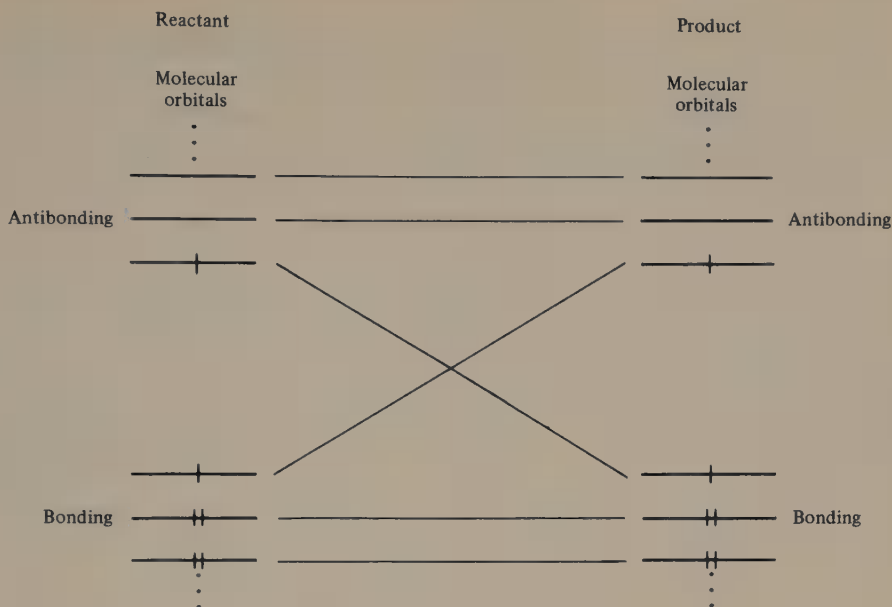 Reactant
Product
Molecular
orbitals
Molecular
orbitals
Antibonding
Antibonding
Bonding
Bonding